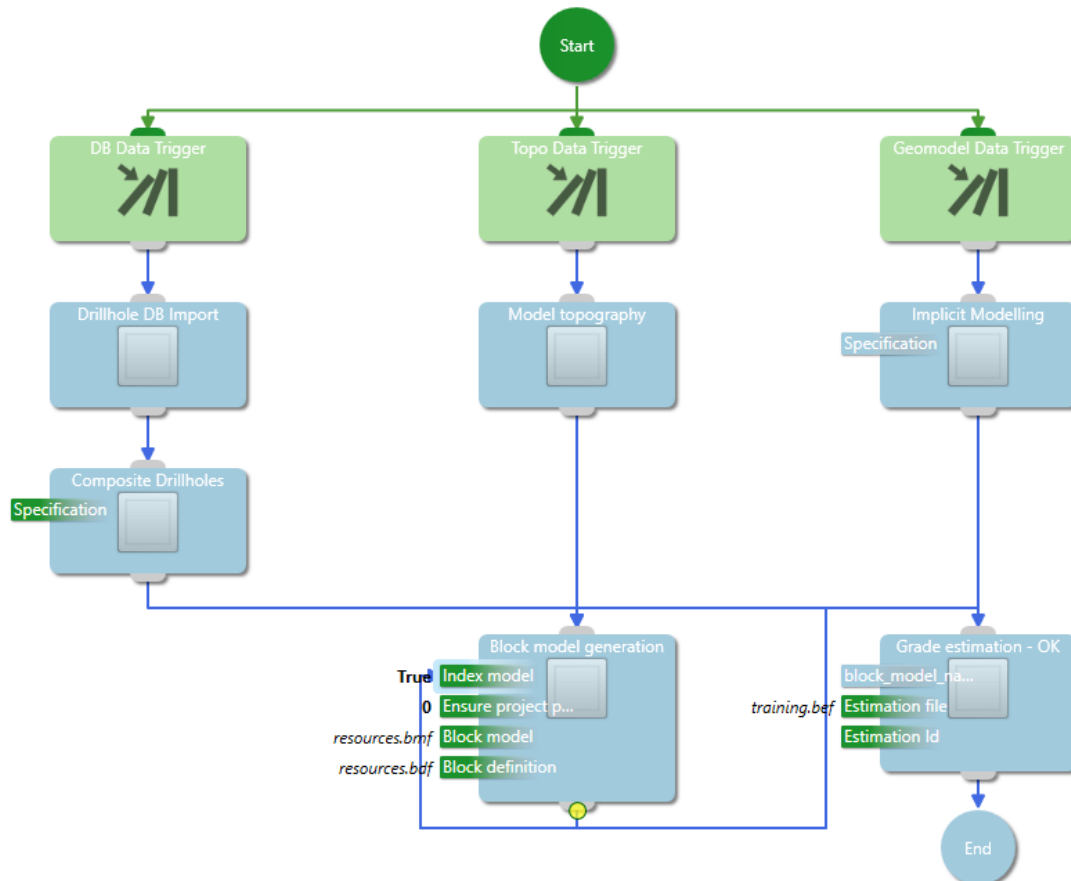 Start
DB Data Trigger
Topo Data Trigger
Geomodel Data Trigger
Drillhole DB Import
Model topography
Implicit Modelling
Specification
Composite Drillholes
Specification
Block model generation
True Index model
0 Ensure project p...
resources.bmf Block model
resources.bdf Block definition
Grade estimation - OK
block_model_na...
training.bef Estimation file
Estimation Id
End